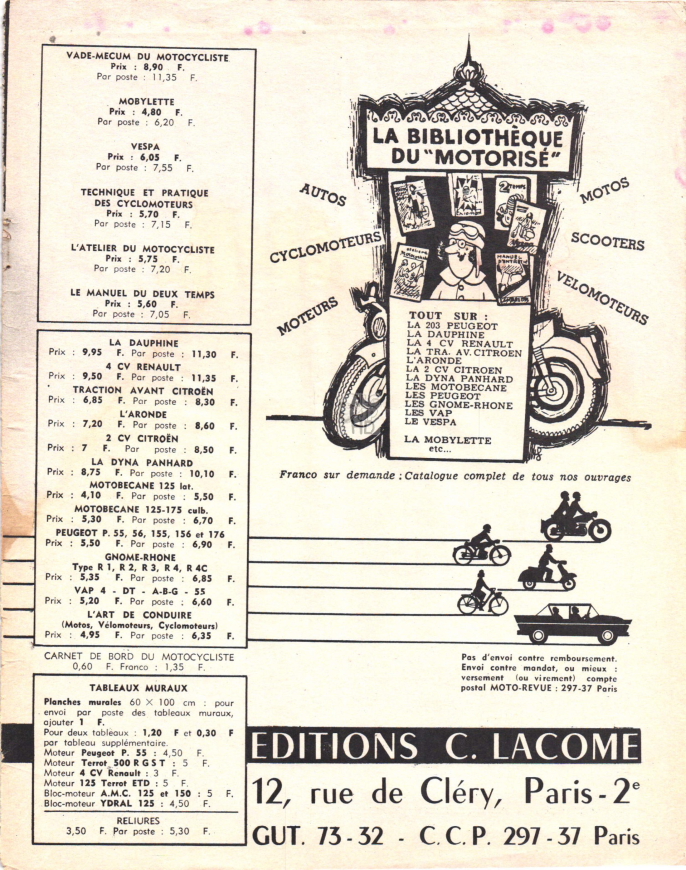 VADE-MECUM DU MOTOCYCLISTE
Prix : 8,90 F.
Par poste : 11,35 F.
MOBYLETTE
Prix : 4,80 F.
Par poste : 6,20 F.
VESPA
Prix : 6,05 F.
Par poste : 7,55 F.
TECHNIQUE ET PRATIQUE
DES CYCLOMOTEURS
Prix : 5,70 F.
Par poste : 7,15 F.
L'ATELIER DU MOTOCYCLISTE
Prix : 5,75 F.
Par poste : 7,20 F.
LE MANUEL DU DEUX TEMPS
Prix : 5,60 F.
Par poste : 7,05 F.
LA DAUPHINE
Prix : 9,95 F. Par poste : 11,30 F.
4 CV RENAULT
Prix : 9,50 F. Par poste : 11,35 F.
TRACTION AVANT CITROËN
Prix : 6,85 F. Par poste : 8,30 F.
L'ARONDE
Prix : 7,20 F. Par poste : 8,60 F.
2 CV CITROËN
Prix : 7 F. Par poste : 8,50 F.
LA DYNA PANHARD
Prix : 8,75 F. Par poste : 10,10 F.
MOTOBECANE 125 lat.
Prix : 4,10 F. Par poste : 5,50 F.
MOTOBECANE 125-175 culb.
Prix : 5,30 F. Par poste : 6,70 F.
PEUGEOT P. 55, 56, 155, 156 et 176
Prix : 5,50 F. Par poste : 6,90 F.
GNOME-RHONE
Type R 1, R 2, R 3, R 4, R 4C
Prix : 5,35 F. Par poste : 6,85 F.
VAP 4 - DT - A-B-G - 55
Prix : 5,20 F. Par poste : 6,60 F.
L'ART DE CONDUIRE
(Motos, Vélomoteurs, Cyclomoteurs)
Prix : 4,95 F. Par poste : 6,35 F.
CARNET DE BORD DU MOTOCYCLISTE
0,60 F. Franco : 1,35 F.
TABLEAUX MURAUX
Planches murales 60 × 100 cm : pour
envoi par poste des tableaux muraux,
ajouter 1 F.
Pour deux tableaux : 1,20 F et 0,30 F
par tableau supplémentaire.
Moteur Peugeot P. 55 : 4,50 F.
Moteur Terrot 500 R G S T : 5 F.
Moteur 4 CV Renault : 3 F.
Moteur 125 Terrot ETD : 5 F.
Bloc-moteur A.M.C. 125 et 150 : 5 F.
Bloc-moteur YDRAL 125 : 4,50 F.
RELIURES
3,50 F. Par poste : 5,30 F.
LA BIBLIOTHÈQUE
DU "MOTORISÉ"
AUTOS
CYCLOMOTEURS
MOTEURS
MOTOS
SCOOTERS
VELOMOTEURS
2 TEMPS
MANUEL
TOUT SUR :
LA 203 PEUGEOT
LA DAUPHINE
LA 4 CV RENAULT
LA TRA. AV. CITROEN
L'ARONDE
LA 2 CV CITROEN
LA DYNA PANHARD
LES MOTOBECANE
LES PEUGEOT
LES GNOME-RHONE
LES VAP
LE VESPA
LA MOBYLETTE
etc...
Franco sur demande : Catalogue complet de tous nos ouvrages
Pas d'envoi contre remboursement.
Envoi contre mandat, ou mieux :
versement (ou virement) compte
postal MOTO-REVUE : 297-37 Paris
EDITIONS C. LACOME
12, rue de Cléry, Paris-2e
GUT. 73-32 - C.C.P. 297-37 Paris